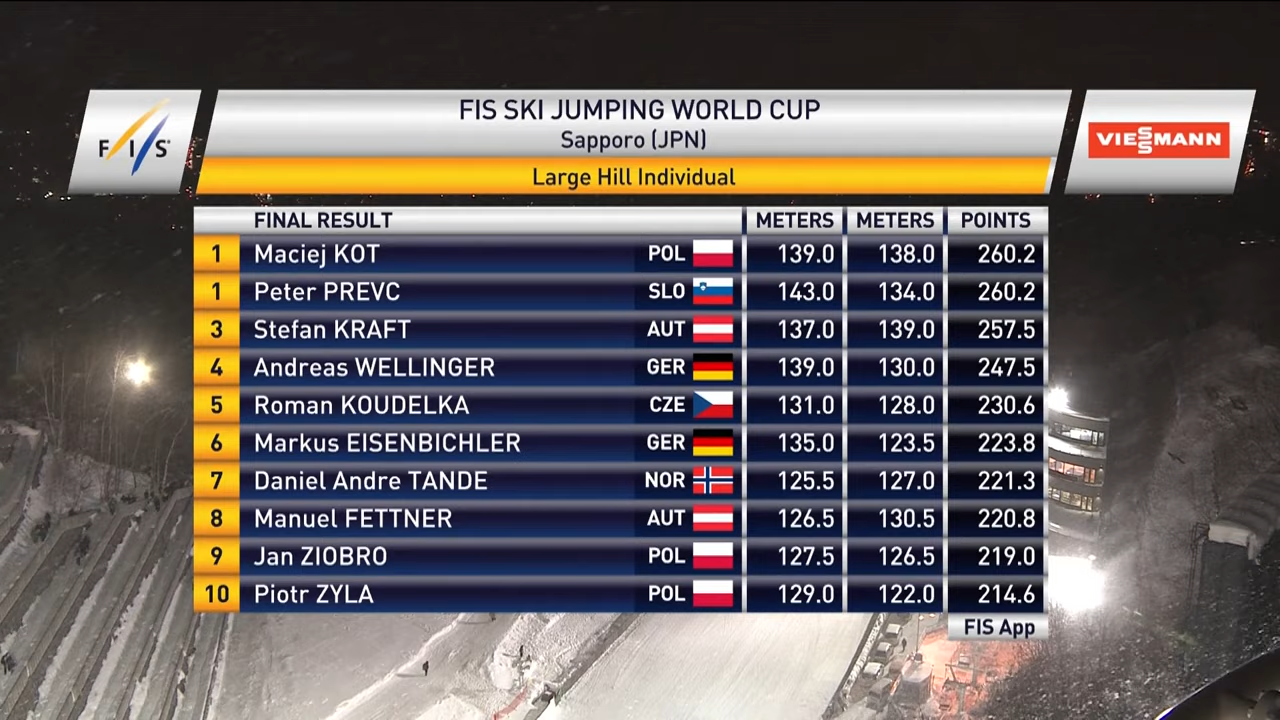 FIS
FIS SKI JUMPING WORLD CUP
Sapporo (JPN)
VIESSMANN
Large Hill Individual
FINAL RESULT METERS METERS POINTS
1 Maciej KOT POL 139.0 138.0 260.2
1 Peter PREVC SLO 143.0 134.0 260.2
3 Stefan KRAFT AUT 137.0 139.0 257.5
4 Andreas WELLINGER GER 139.0 130.0 247.5
5 Roman KOUDELKA CZE 131.0 128.0 230.6
6 Markus EISENBICHLER GER 135.0 123.5 223.8
7 Daniel Andre TANDE NOR 125.5 127.0 221.3
8 Manuel FETTNER AUT 126.5 130.5 220.8
9 Jan ZIOBRO POL 127.5 126.5 219.0
10 Piotr ZYLA POL 129.0 122.0 214.6
FIS App